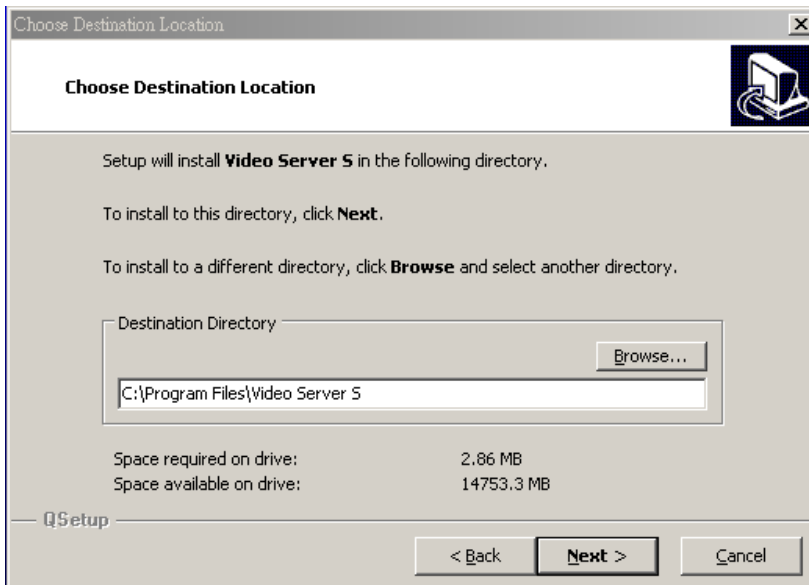 Choose Destination Location
Choose Destination Location
Setup will install Video Server S in the following directory.
To install to this directory, click Next.
To install to a different directory, click Browse and select another directory.
Destination Directory
Browse...
C:\Program Files\Video Server S
Space required on drive: 2.86 MB
Space available on drive: 14753.3 MB
QSetup
< Back Next > Cancel